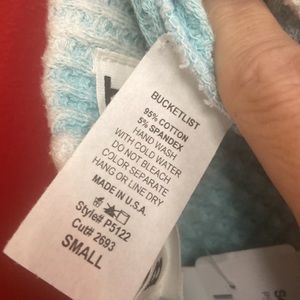 BUCKETLIST
95% COTTON
5% SPANDEX
HAND WASH
WITH COLD WATER
DO NOT BLEACH
COLOR SEPARATE
HANG OR LINE DRY
MADE IN U.S.A.
Style# P5122
Cut# 2693
SMALL